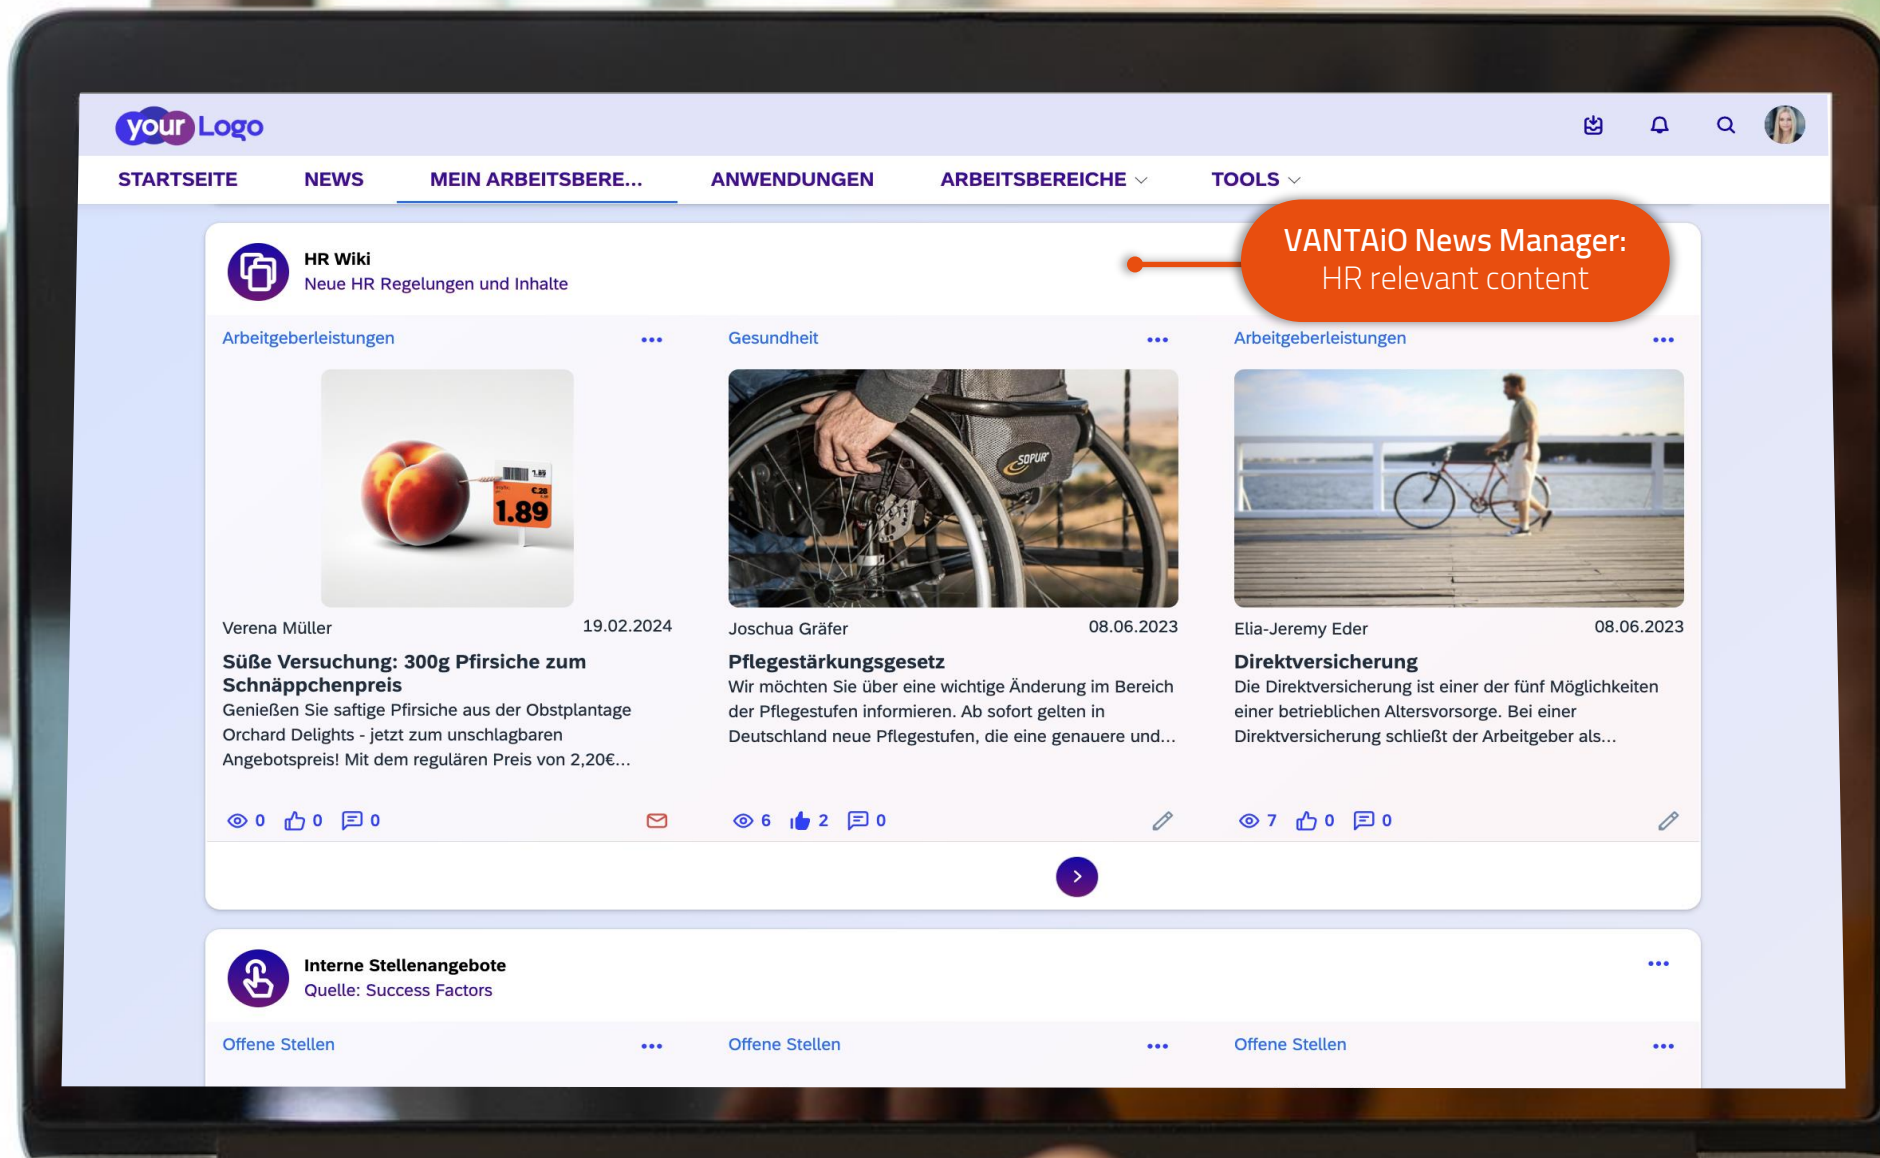 your Logo
STARTSEITE NEWS MEIN ARBEITSBERE... ANWENDUNGEN ARBEITSBEREICHE TOOLS
VANTAiO News Manager:
HR relevant content
HR Wiki
Neue HR Regelungen und Inhalte
Arbeitgeberleistungen
1.89
€.28
1.89
Verena Müller 19.02.2024
Süße Versuchung: 300g Pfirsiche zum
Schnäppchenpreis
Genießen Sie saftige Pfirsiche aus der Obstplantage
Orchard Delights - jetzt zum unschlagbaren
Angebotspreis! Mit dem regulären Preis von 2,20€...
0 0 0
Gesundheit
SOPUR
Joschua Gräfer 08.06.2023
Pflegestärkungsgesetz
Wir möchten Sie über eine wichtige Änderung im Bereich
der Pflegestufen informieren. Ab sofort gelten in
Deutschland neue Pflegestufen, die eine genauere und...
6 2 0
Arbeitgeberleistungen
Elia-Jeremy Eder 08.06.2023
Direktversicherung
Die Direktversicherung ist einer der fünf Möglichkeiten
einer betrieblichen Altersvorsorge. Bei einer
Direktversicherung schließt der Arbeitgeber als...
7 0 0
Interne Stellenangebote
Quelle: Success Factors
Offene Stellen Offene Stellen Offene Stellen